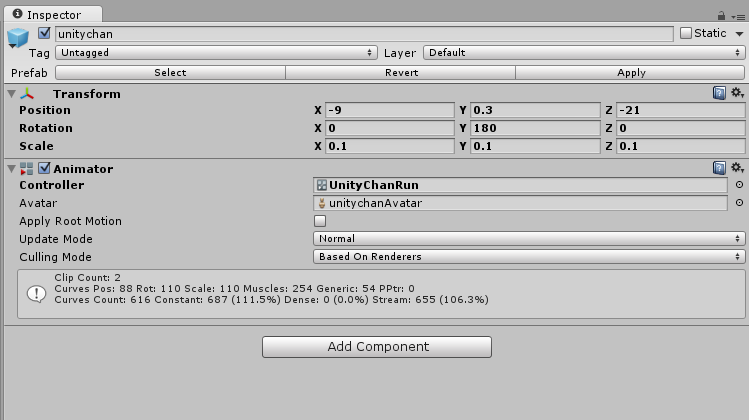 Inspector
unitychan Static
Tag Untagged Layer Default
Prefab Select Revert Apply
Transform
Position X -9 Y 0.3 Z -21
Rotation X 0 Y 180 Z 0
Scale X 0.1 Y 0.1 Z 0.1
Animator
Controller UnityChanRun
Avatar unitychanAvatar
Apply Root Motion
Update Mode Normal
Culling Mode Based On Renderers
Clip Count: 2
Curves Pos: 88 Rot: 110 Scale: 110 Muscles: 254 Generic: 54 PPtr: 0
Curves Count: 616 Constant: 687 (111.5%) Dense: 0 (0.0%) Stream: 655 (106.3%)
Add Component